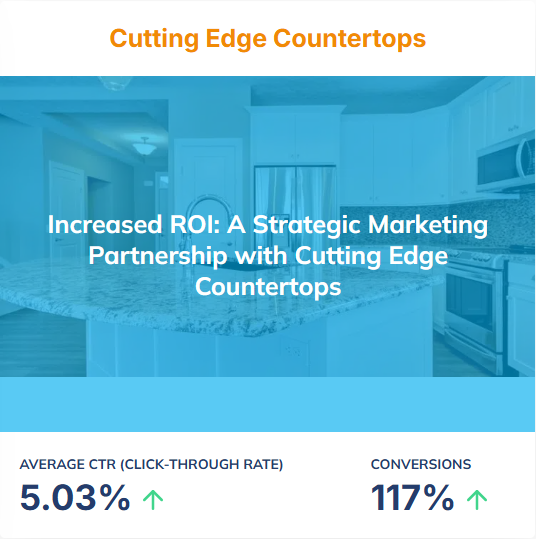 Cutting Edge Countertops
Increased ROI: A Strategic Marketing
Partnership with Cutting Edge
Countertops
AVERAGE CTR (CLICK-THROUGH RATE)
CONVERSIONS
5.03% ↑
117% ↑